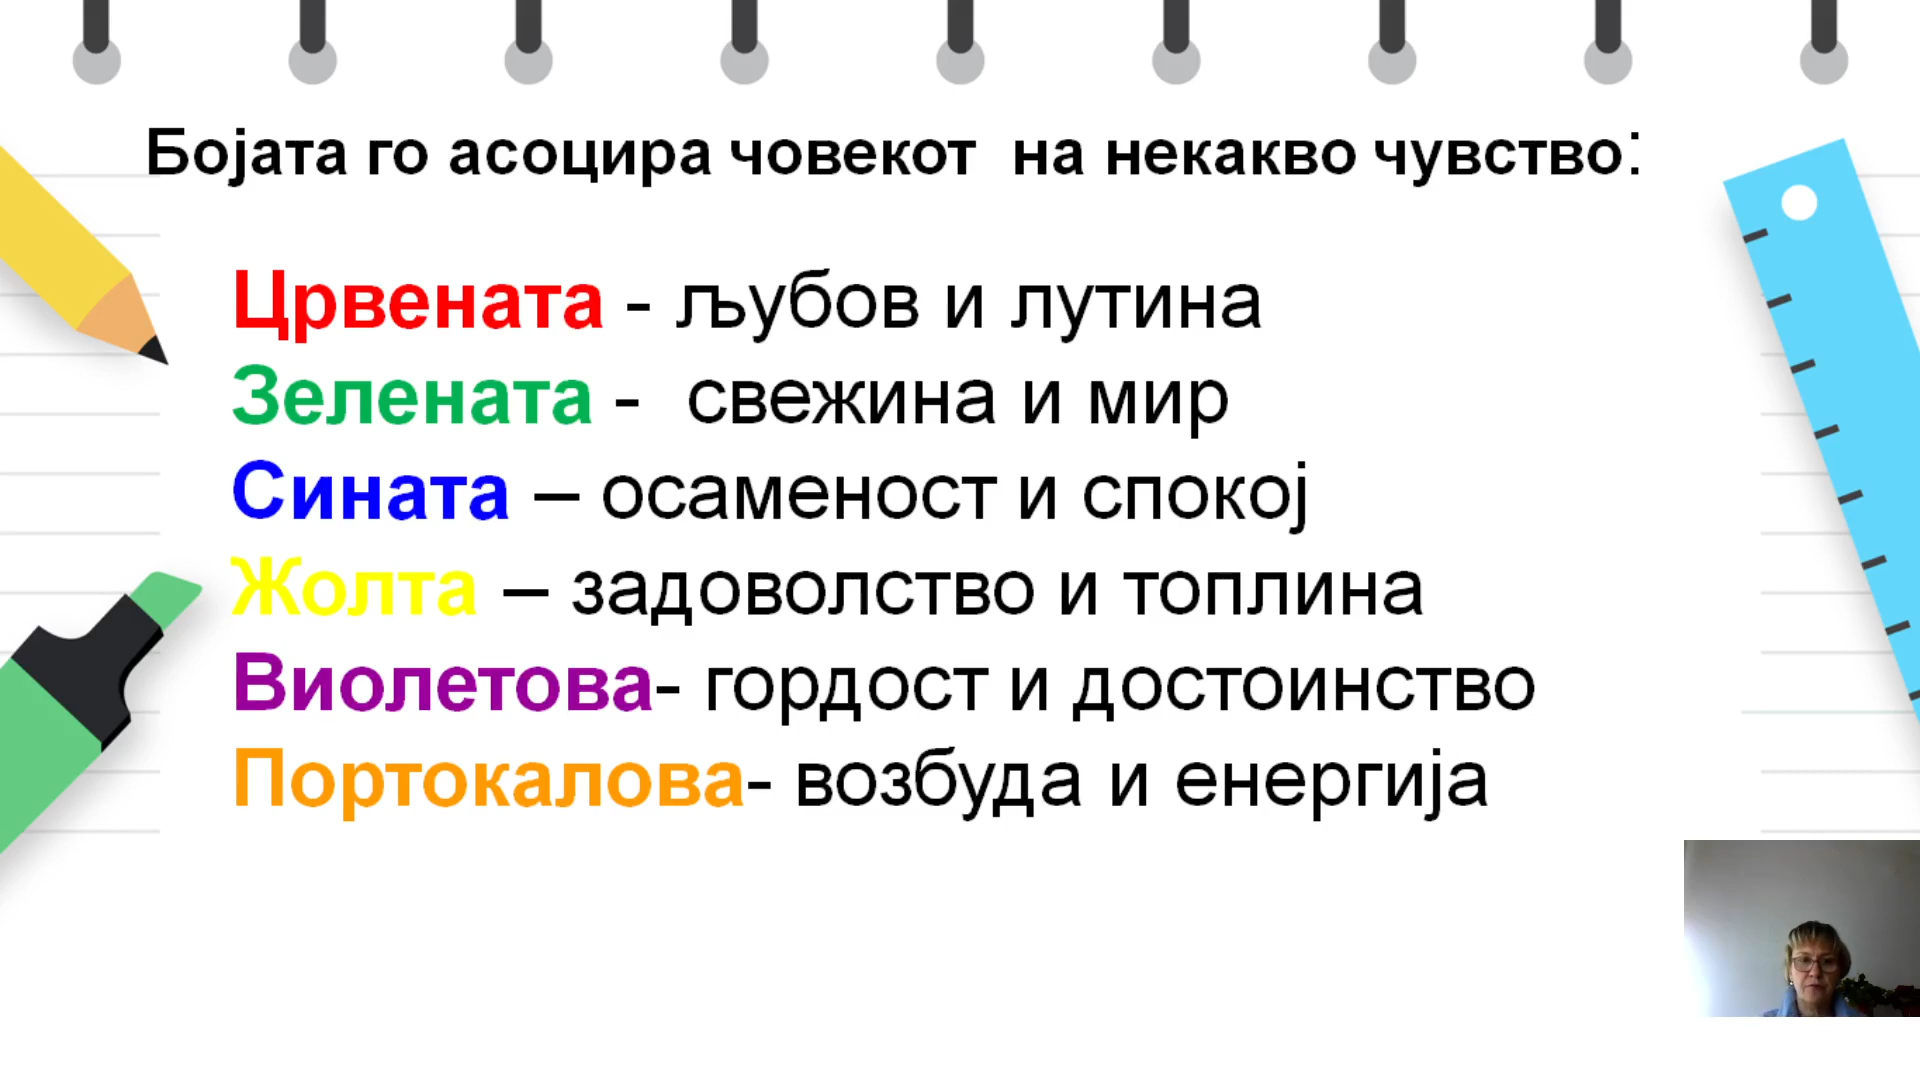 Бојата го асоцира човекот  на некакво чувство:
Црвената - љубов и лутина
Зелената -  свежина и мир
Сината – осаменост и спокој
Жолта – задоволство и топлина
Виолетова- гордост и достоинство
Портокалова- возбуда и енергија